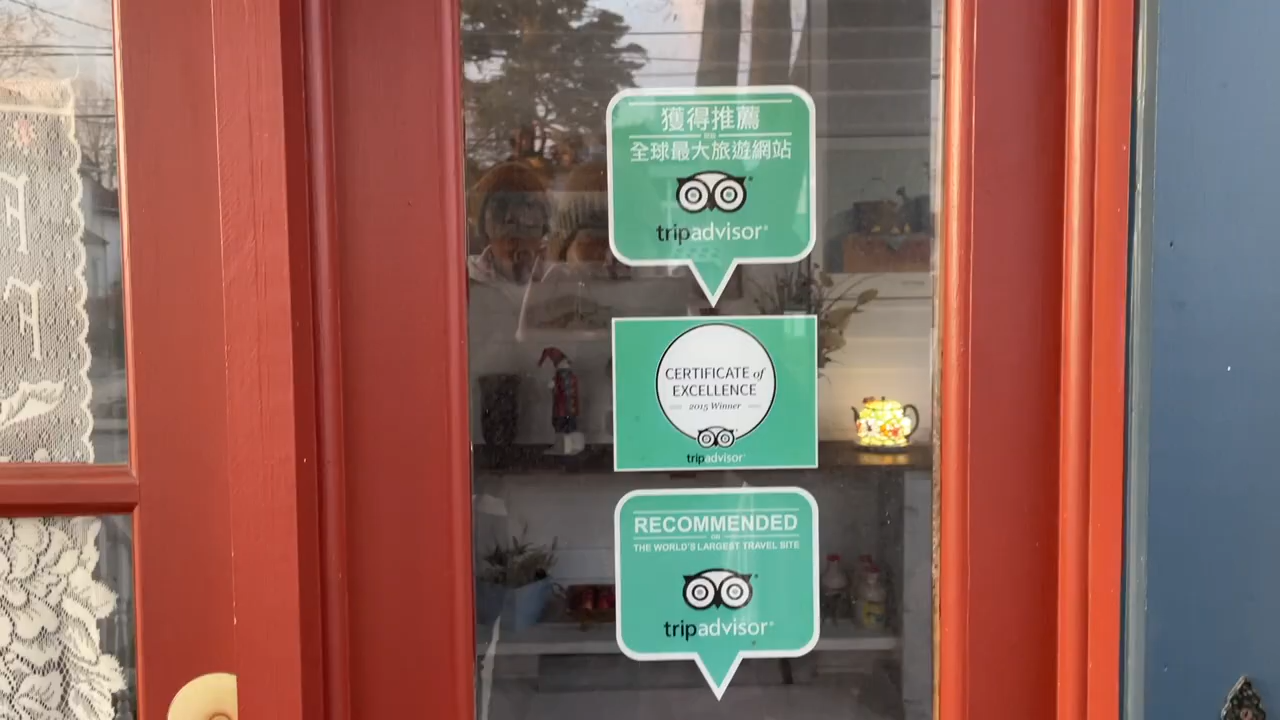 獲得推薦
全球最大旅遊網站
tripadvisor®
CERTIFICATE of
EXCELLENCE
2015 Winner
tripadvisor®
RECOMMENDED
ON
THE WORLD'S LARGEST TRAVEL SITE
tripadvisor®